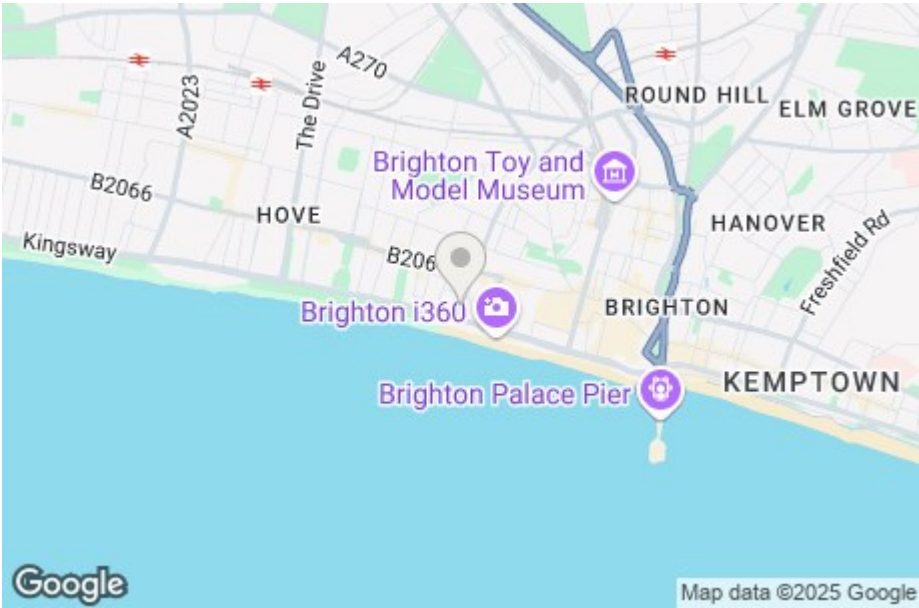 A270
ROUND HILL
ELM GROVE
A2023
The Drive
Brighton Toy and
Model Museum
B2066
HOVE
HANOVER
Freshfield Rd
Kingsway
B206
Brighton i360
BRIGHTON
KEMPTOWN
Brighton Palace Pier
Google
Map data ©2025 Google